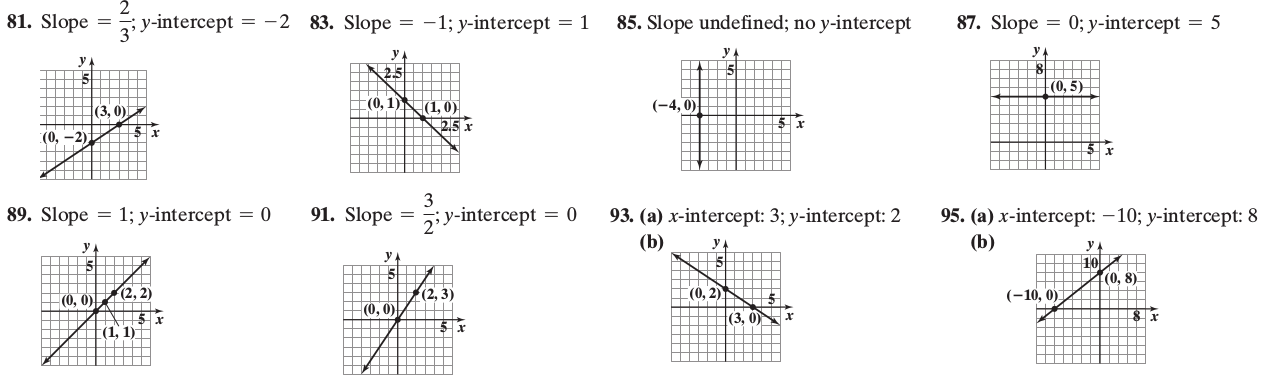 81. Slope = 2/3; y-intercept = −2
y
5
(3, 0)
(0, −2)
5 x
83. Slope = −1; y-intercept = 1
y
2.5
(0, 1)
(1, 0)
2.5 x
85. Slope undefined; no y-intercept
y
5
(−4, 0)
5 x
87. Slope = 0; y-intercept = 5
y
8
(0, 5)
5 x
89. Slope = 1; y-intercept = 0
y
5
(0, 0)
(2, 2)
5 x
(1, 1)
91. Slope = 3/2; y-intercept = 0
y
5
(2, 3)
(0, 0)
5 x
93. (a) x-intercept: 3; y-intercept: 2
(b)
y
5
(0, 2)
5
(3, 0)
x
95. (a) x-intercept: −10; y-intercept: 8
(b)
y
10
(0, 8)
(−10, 0)
8 x